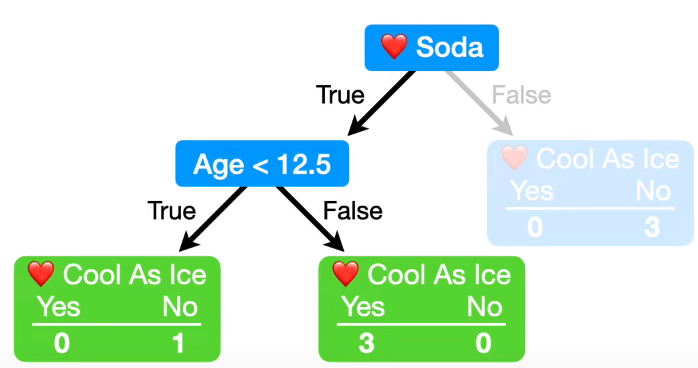 ❤️ Soda
True
False
Age < 12.5
❤️ Cool As Ice
Yes No
0 3
True
False
❤️ Cool As Ice
Yes No
0 1
❤️ Cool As Ice
Yes No
3 0